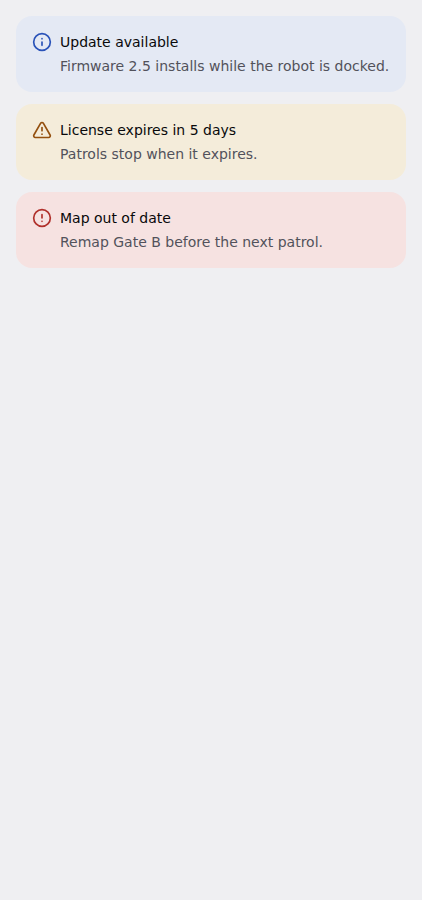 Update available
Firmware 2.5 installs while the robot is docked.
License expires in 5 days
Patrols stop when it expires.
Map out of date
Remap Gate B before the next patrol.